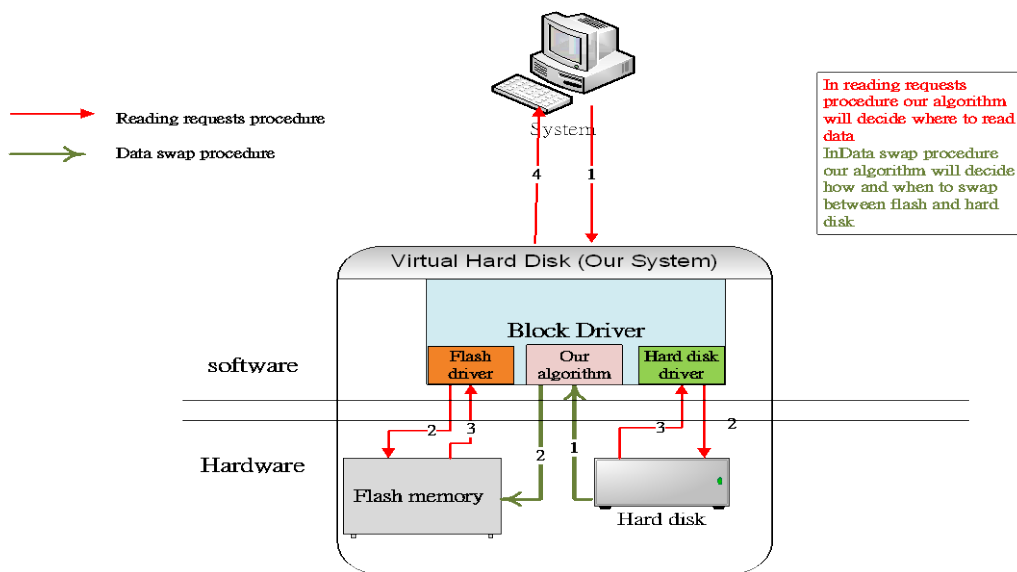 Reading requests procedure
Data swap procedure
System
In reading requests
procedure our algorithm
will decide where to read
data
InData swap procedure
our algorithm will decide
how and when to swap
between flash and hard
disk
4
1
Virtual Hard Disk (Our System)
Block Driver
Flash
driver
Our
algorithm
Hard disk
driver
software
2
3
2
1
3
2
Hardware
Flash memory
Hard disk